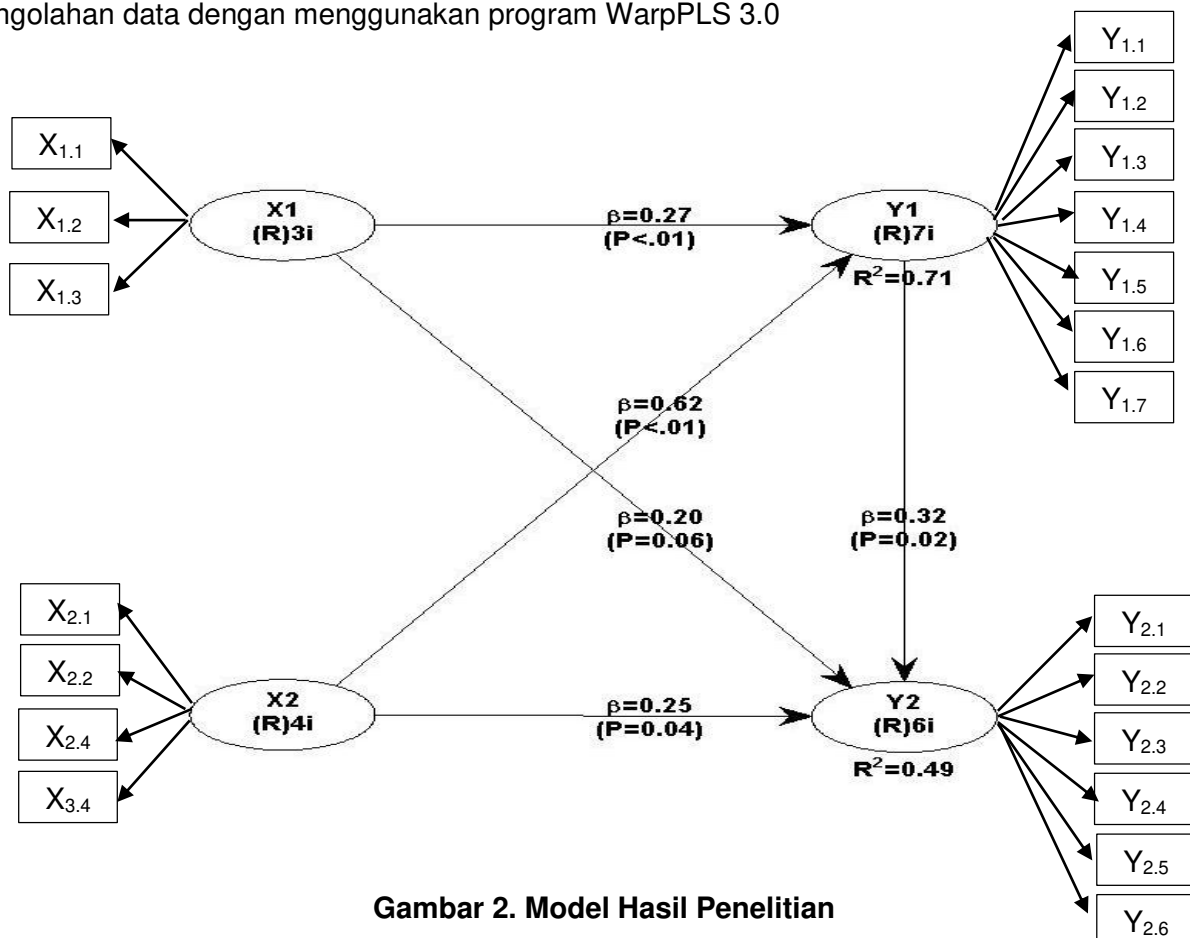 ngolahan data dengan menggunakan program WarpPLS 3.0
X1.1
X1.2
X1.3
X1
(R)3i
β=0.27
(P<.01)
Y1
(R)7i
R²=0.71
Y1.1
Y1.2
Y1.3
Y1.4
Y1.5
Y1.6
Y1.7
β=0.62
(P<.01)
β=0.20
(P=0.06)
β=0.32
(P=0.02)
X2.1
X2.2
X2.4
X3.4
X2
(R)4i
β=0.25
(P=0.04)
Y2
(R)6i
R²=0.49
Y2.1
Y2.2
Y2.3
Y2.4
Y2.5
Y2.6
Gambar 2. Model Hasil Penelitian